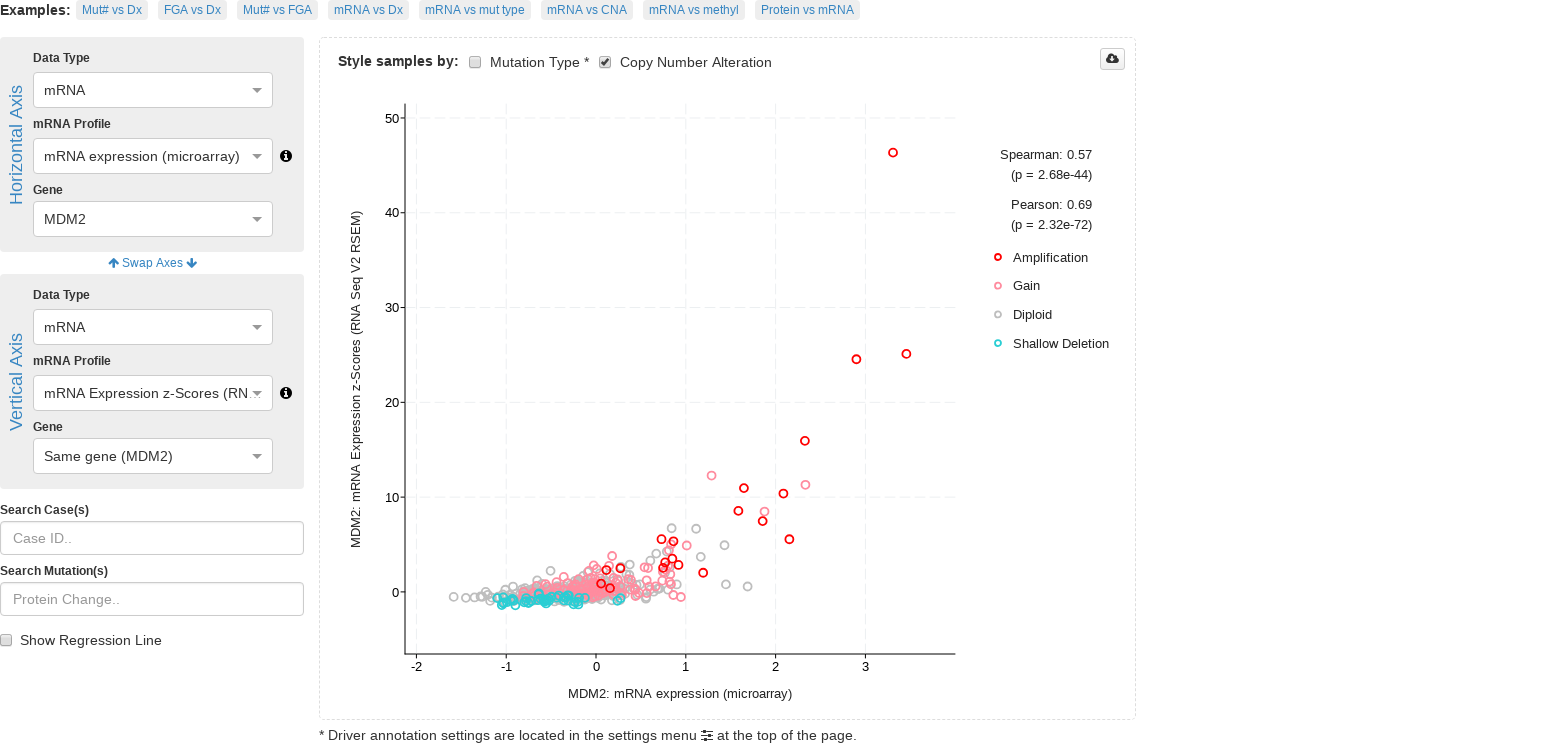 Examples: Mut# vs Dx FGA vs Dx Mut# vs FGA mRNA vs Dx mRNA vs mut type mRNA vs CNA mRNA vs methyl Protein vs mRNA
Horizontal Axis
Data Type
mRNA
mRNA Profile
mRNA expression (microarray)
Gene
MDM2
Swap Axes
Vertical Axis
Data Type
mRNA
mRNA Profile
mRNA Expression z-Scores (RN...
Gene
Same gene (MDM2)
Search Case(s)
Case ID..
Search Mutation(s)
Protein Change..
Show Regression Line
Style samples by: Mutation Type * Copy Number Alteration
MDM2: mRNA Expression z-Scores (RNA Seq V2 RSEM)
50
40
30
20
10
0
-2 -1 0 1 2 3
MDM2: mRNA expression (microarray)
Spearman: 0.57
(p = 2.68e-44)
Pearson: 0.69
(p = 2.32e-72)
Amplification
Gain
Diploid
Shallow Deletion
* Driver annotation settings are located in the settings menu at the top of the page.